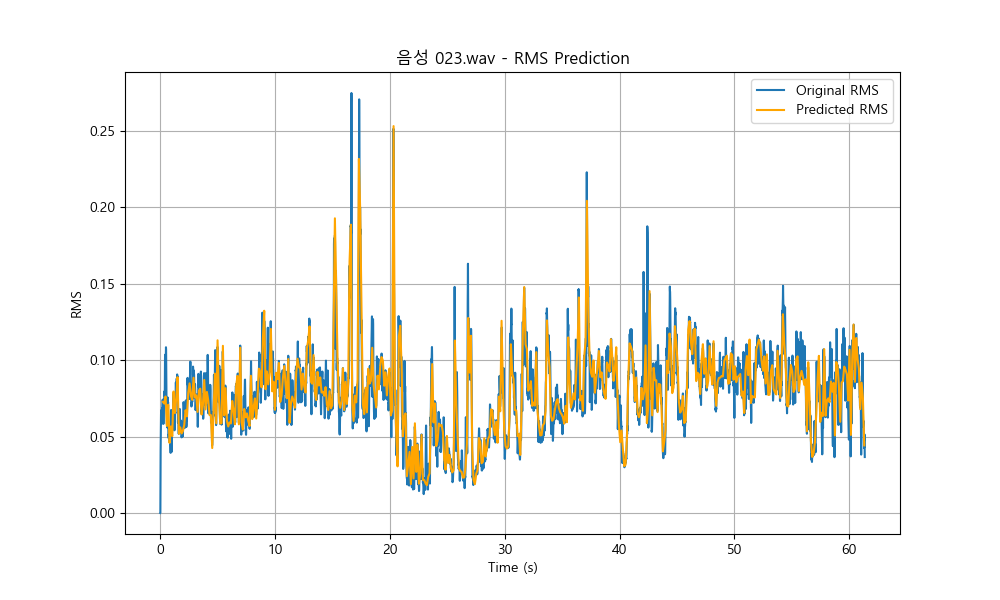 음성 023.wav - RMS Prediction
Original RMS
Predicted RMS
RMS
0.25
0.20
0.15
0.10
0.05
0.00
0 10 20 30 40 50 60
Time (s)